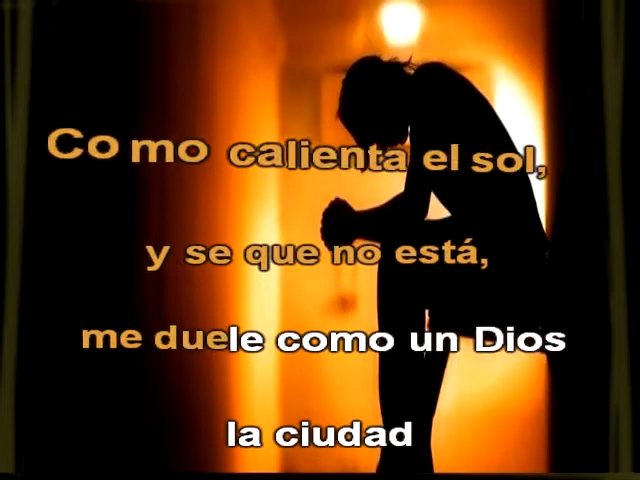 Como calienta el sol,
y se que no está,
me duele como un Dios
la ciudad